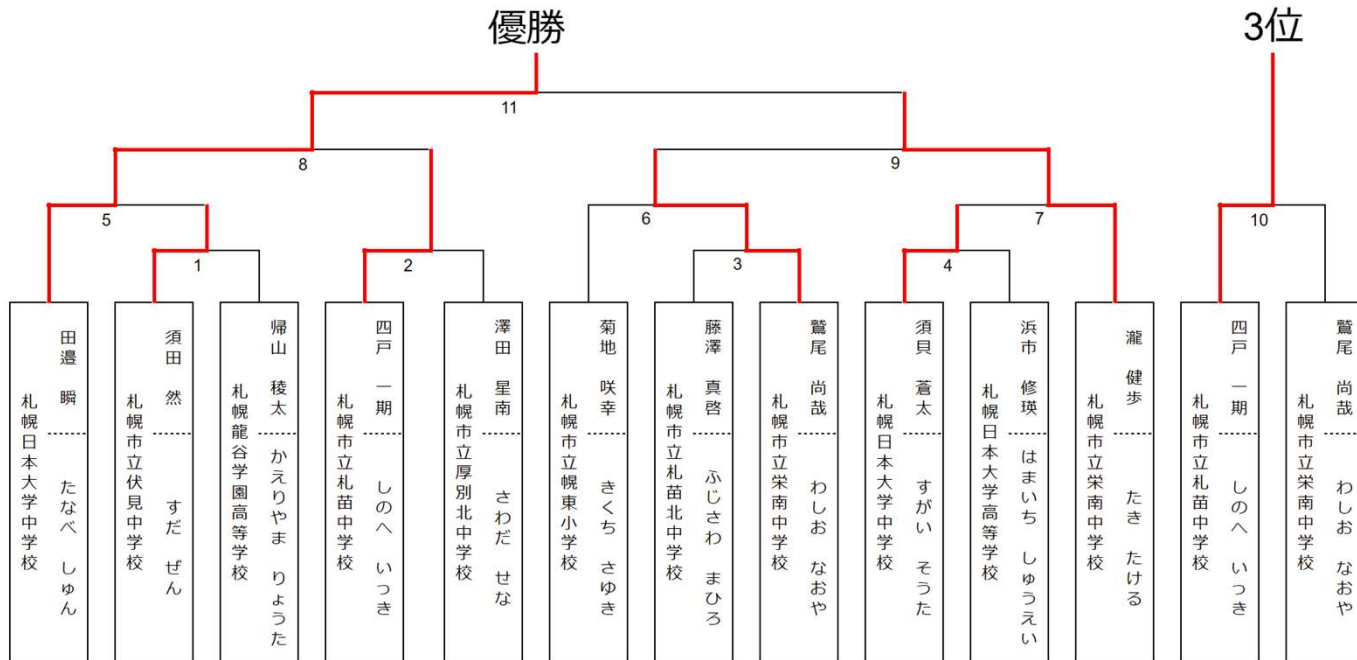 優勝
3位
11
8
9
5
6
7
10
1
2
3
4
田邉 瞬
たなべ しゅん
札幌日本大学中学校
須田 然
すだ ぜん
札幌市立伏見中学校
帰山 稜太
かえりやま りょうた
札幌龍谷学園高等学校
四戸 一期
しのへ いっき
札幌市立札苗中学校
澤田 星南
さわだ せな
札幌市立厚別北中学校
菊地 咲幸
きくち さゆき
札幌市立幌東小学校
藤澤 真啓
ふじさわ まひろ
札幌市立札苗北中学校
鷲尾 尚哉
わしお なおや
札幌市立栄南中学校
須貝 蒼太
すがい そうた
札幌日本大学中学校
浜市 修瑛
はまいち しゅうえい
札幌日本大学高等学校
瀧 健歩
たき たける
札幌市立栄南中学校
四戸 一期
しのへ いっき
札幌市立札苗中学校
鷲尾 尚哉
わしお なおや
札幌市立栄南中学校